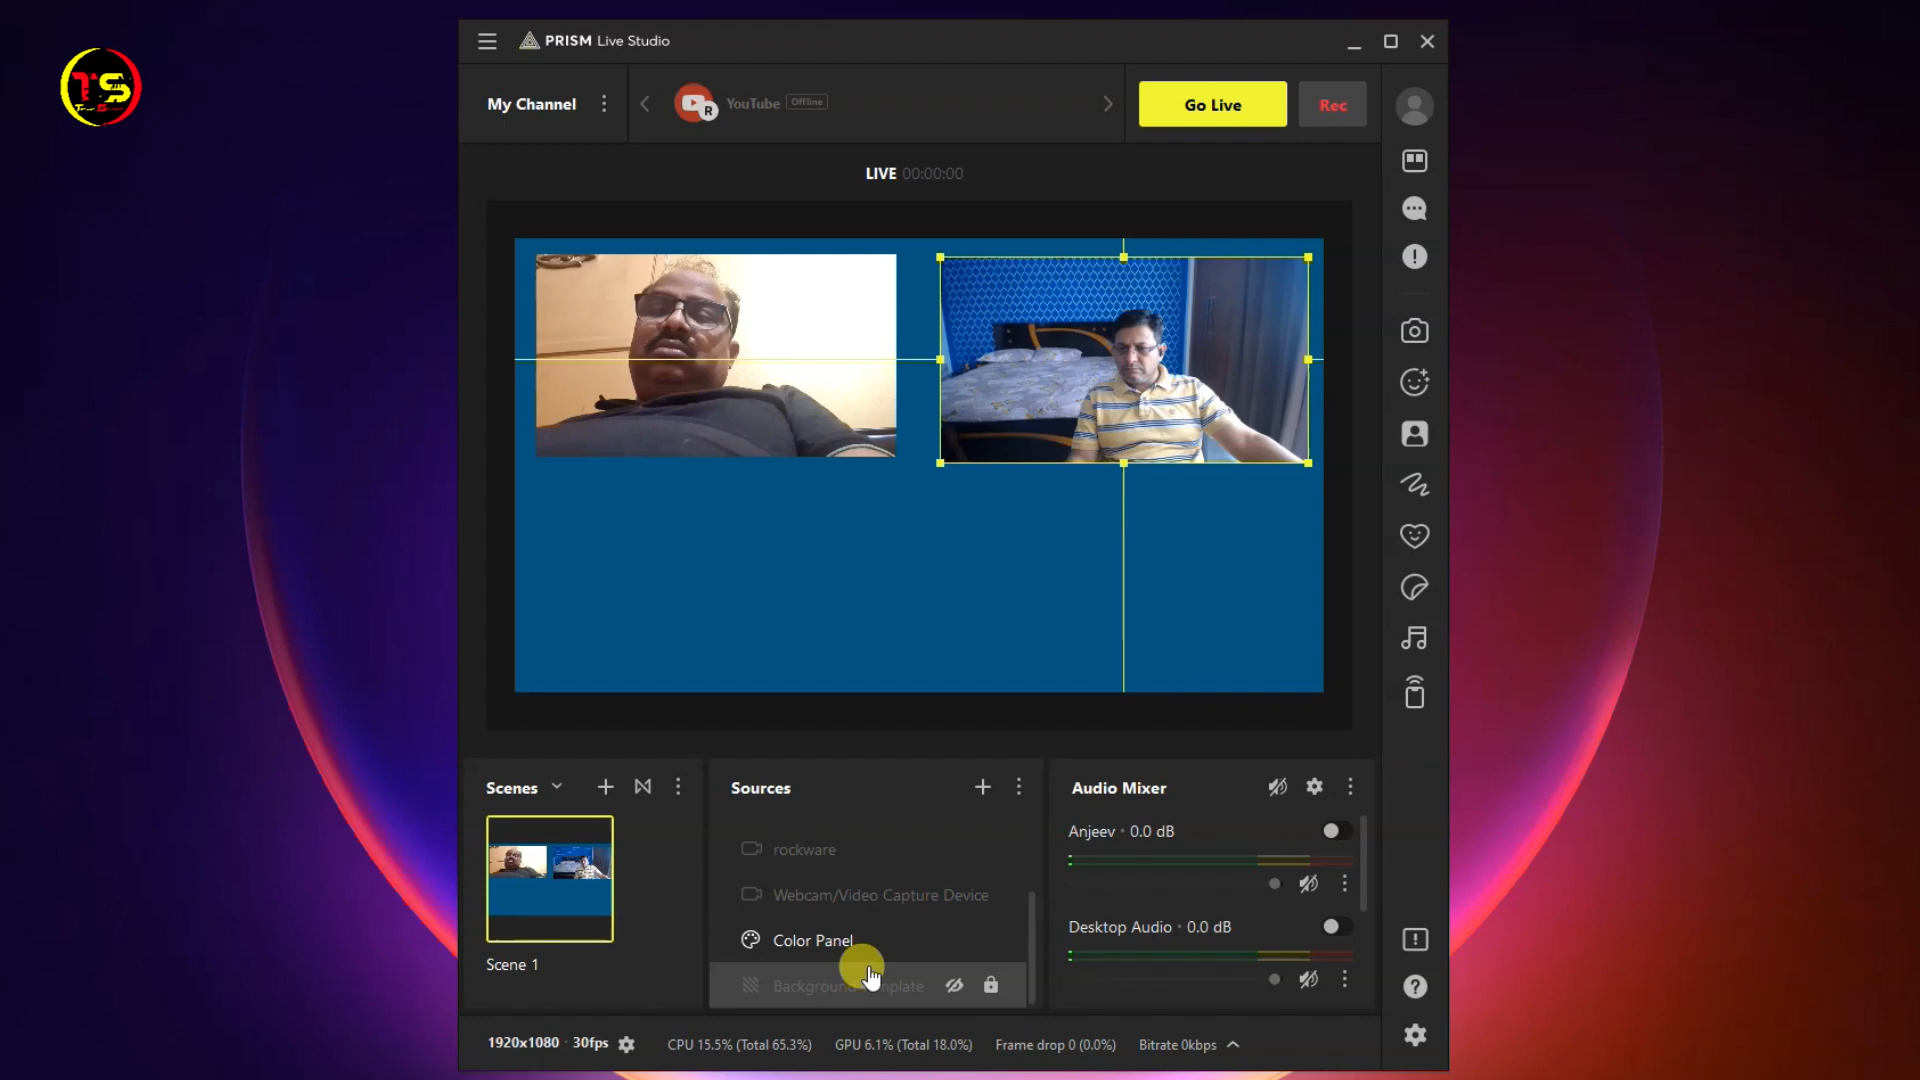 PRISM Live Studio
TS
My Channel
R
YouTube Offline
Go Live
Rec
LIVE 00:00:00
Scenes
Scene 1
Sources
rockware
Webcam/Video Capture Device
Color Panel
Background
Audio Mixer
Anjeev • 0.0 dB
Desktop Audio • 0.0 dB
1920x1080 · 30fps
CPU 15.5% (Total 65.3%)
GPU 6.1% (Total 18.0%)
Frame drop 0 (0.0%)
Bitrate 0kbps